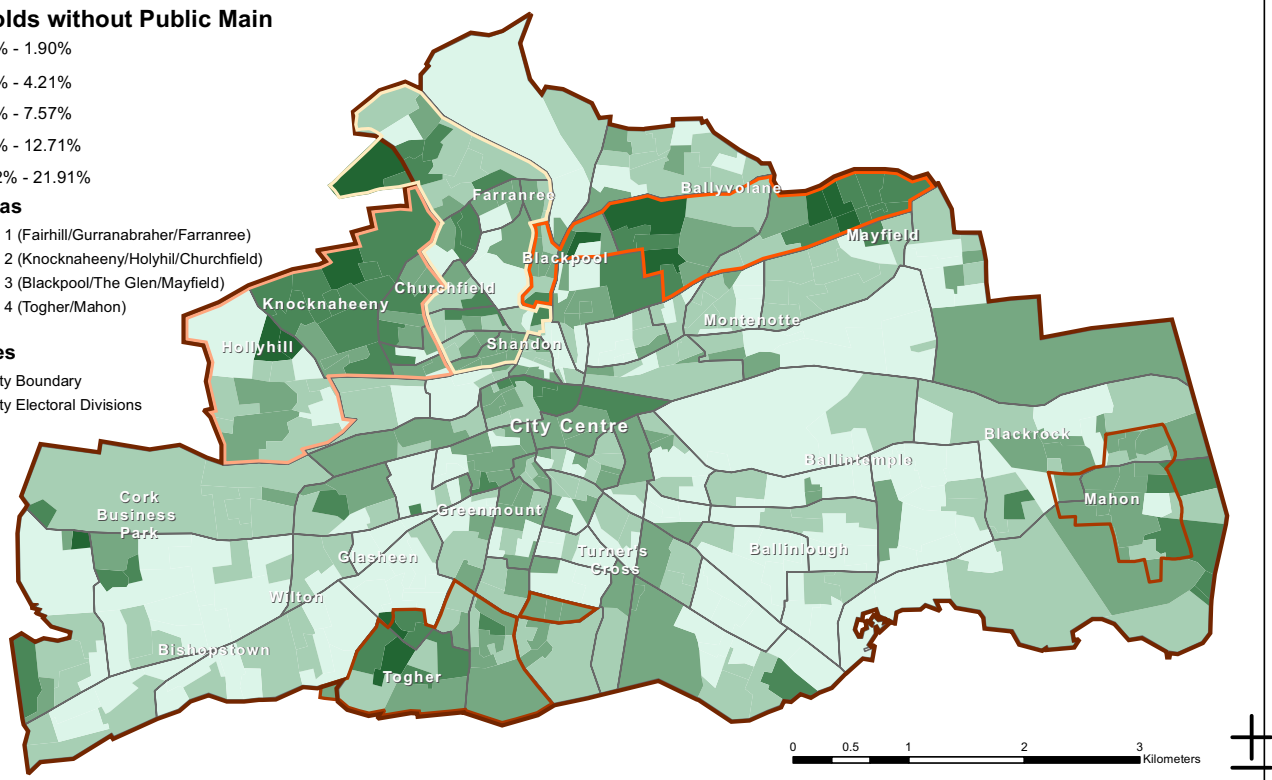 olds without Public Main
% - 1.90%
% - 4.21%
% - 7.57%
% - 12.71%
2% - 21.91%
as
1 (Fairhill/Gurranabraher/Farranree)
2 (Knocknaheeny/Holyhil/Churchfield)
3 (Blackpool/The Glen/Mayfield)
4 (Togher/Mahon)
es
ty Boundary
ty Electoral Divisions
Farranree
Ballyvolane
Mayfield
Blackpool
Churchfield
Knocknaheeny
Montenotte
Hollyhill
Shandon
City Centre
Blackrock
Ballintemple
Cork
Business
Park
Mahon
Greenmount
Glasheen
Turner's
Cross
Ballinlough
Wilton
Bishopstown
Togher
0 0.5 1 2 3
Kilometers